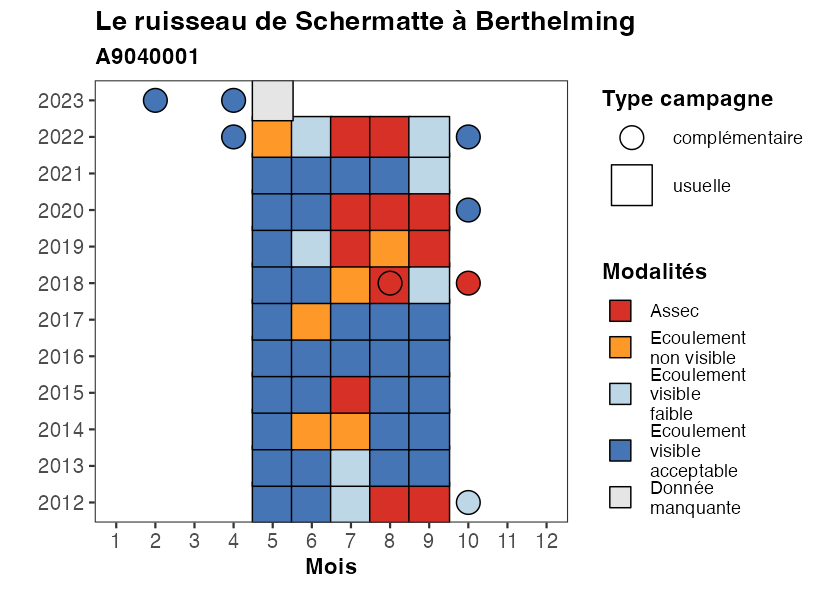 Le ruisseau de Schermatte à Berthelming
A9040001
2023
2022
2021
2020
2019
2018
2017
2016
2015
2014
2013
2012
1 2 3 4 5 6 7 8 9 10 11 12
Mois
Type campagne
complémentaire
usuelle
Modalités
Assec
Ecoulement
non visible
Ecoulement
visible
faible
Ecoulement
visible
acceptable
Donnée
manquante